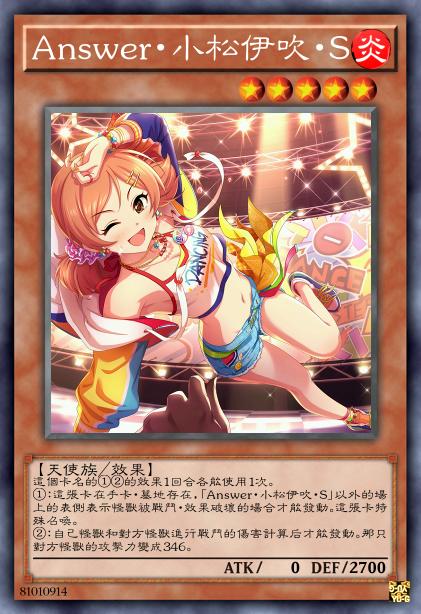 Answer・小松伊吹・S炎
DANCING
【天使族/效果】
這個卡名的①②的效果1回合各能使用1次。
①:這張卡在手卡・墓地存在,「Answer・小松伊吹・S」以外的場
上的表側表示怪獸被戰鬥・效果破壞的場合才能發動。這張卡特
殊召喚。
②:自己怪獸和對方怪獸進行戰鬥的傷害計算后才能發動。那只
對方怪獸的攻擊力變成346。
ATK/ 0 DEF/2700
81010914